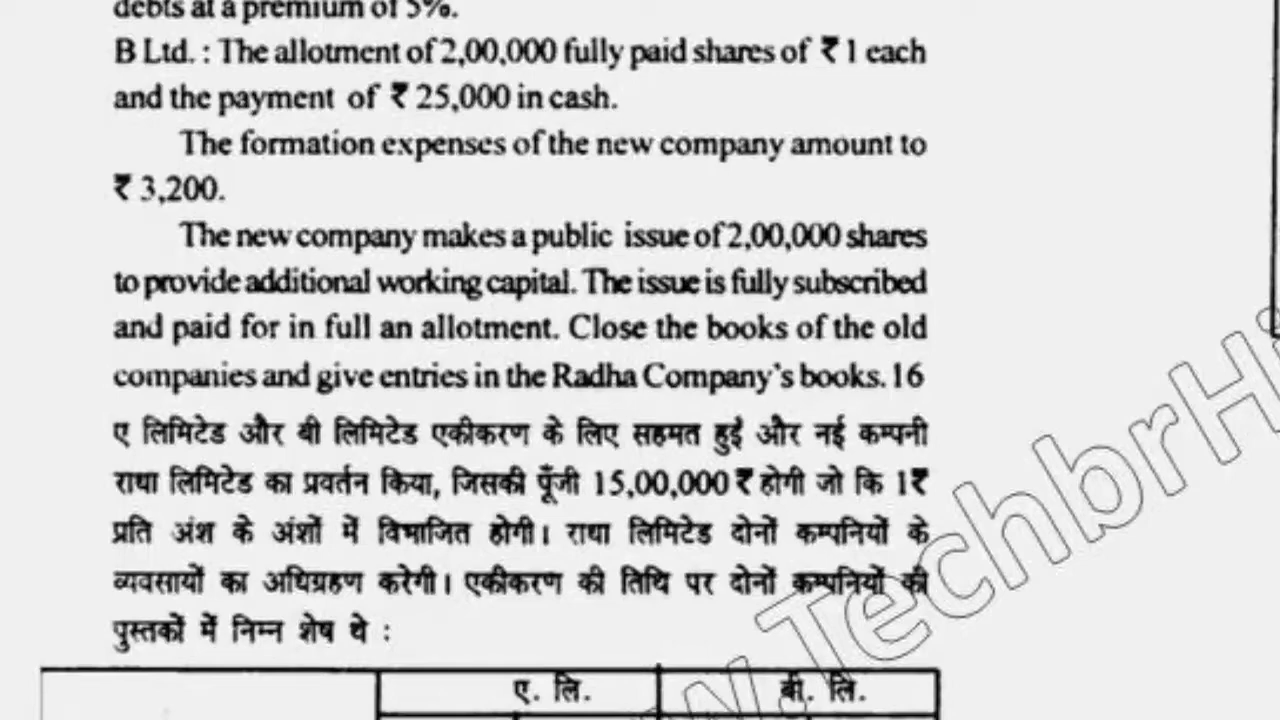 debts at a premium of 5%.
B Ltd. : The allotment of 2,00,000 fully paid shares of ₹ 1 each
and the payment of ₹ 25,000 in cash.
The formation expenses of the new company amount to
₹ 3,200.
The new company makes a public issue of 2,00,000 shares
to provide additional working capital. The issue is fully subscribed
and paid for in full an allotment. Close the books of the old
companies and give entries in the Radha Company's books. 16
ए लिमिटेड और बी लिमिटेड एकीकरण के लिए सहमत हुईं और नई कम्पनी
राधा लिमिटेड का प्रवर्तन किया, जिसकी पूँजी 15,00,000 ₹ होगी जो कि 1₹
प्रति अंश के अंशों में विभाजित होगी। राधा लिमिटेड दोनों कम्पनियों के
व्यवसायों का अधिग्रहण करेगी। एकीकरण की तिथि पर दोनों कम्पनियों की
पुस्तकों में निम्न शेष थे :
ए. लि. बी. लि.